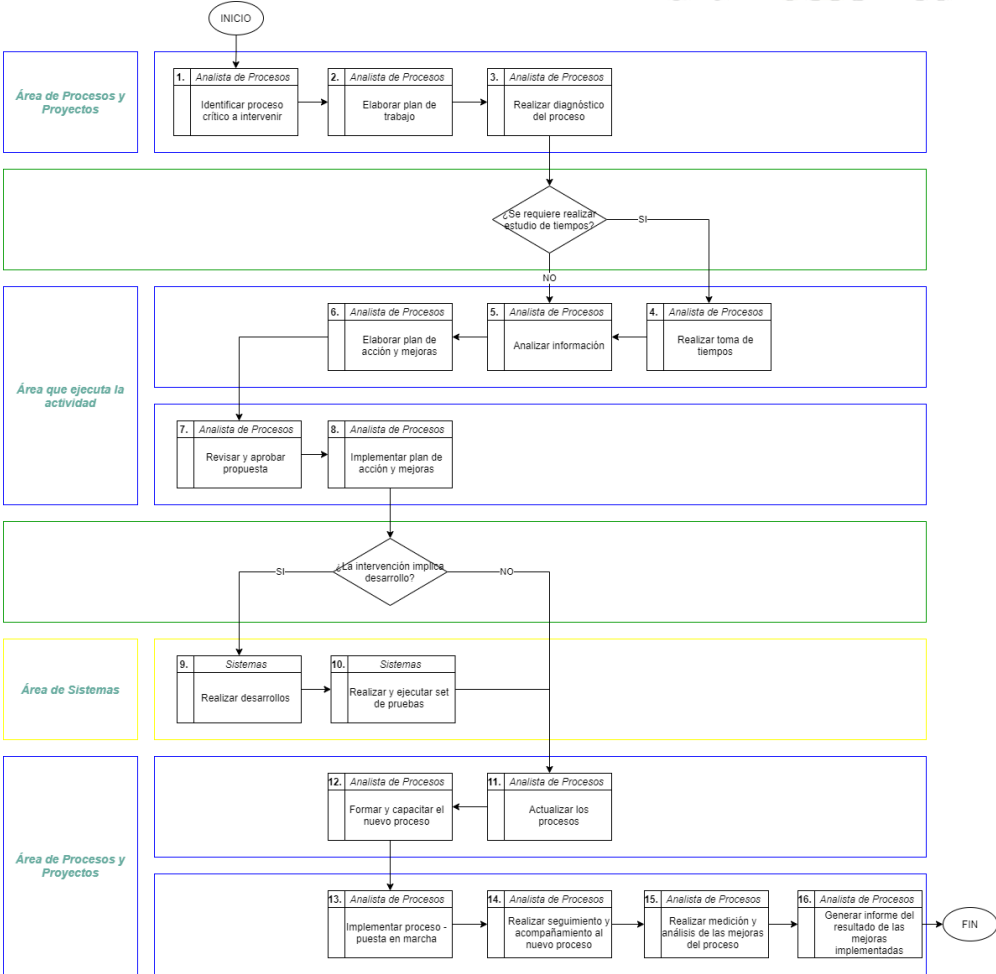 INICIO
Área de Procesos y
Proyectos
1. Analista de Procesos
Identificar proceso
crítico a intervenir
2. Analista de Procesos
Elaborar plan de
trabajo
3. Analista de Procesos
Realizar diagnóstico
del proceso
¿Se requiere realizar
estudio de tiempos?
SI
NO
Área que ejecuta la
actividad
6. Analista de Procesos
Elaborar plan de
acción y mejoras
5. Analista de Procesos
Analizar información
4. Analista de Procesos
Realizar toma de
tiempos
7. Analista de Procesos
Revisar y aprobar
propuesta
8. Analista de Procesos
Implementar plan de
acción y mejoras
¿La intervención implica
desarrollo?
SI
NO
Área de Sistemas
9. Sistemas
Realizar desarrollos
10. Sistemas
Realizar y ejecutar set
de pruebas
Área de Procesos y
Proyectos
12. Analista de Procesos
Formar y capacitar el
nuevo proceso
11. Analista de Procesos
Actualizar los
procesos
13. Analista de Procesos
Implementar proceso -
puesta en marcha
14. Analista de Procesos
Realizar seguimiento y
acompañamiento al
nuevo proceso
15. Analista de Procesos
Realizar medición y
análisis de las mejoras
del proceso
16. Analista de Procesos
Generar informe del
resultado de las
mejoras
implementadas
FIN